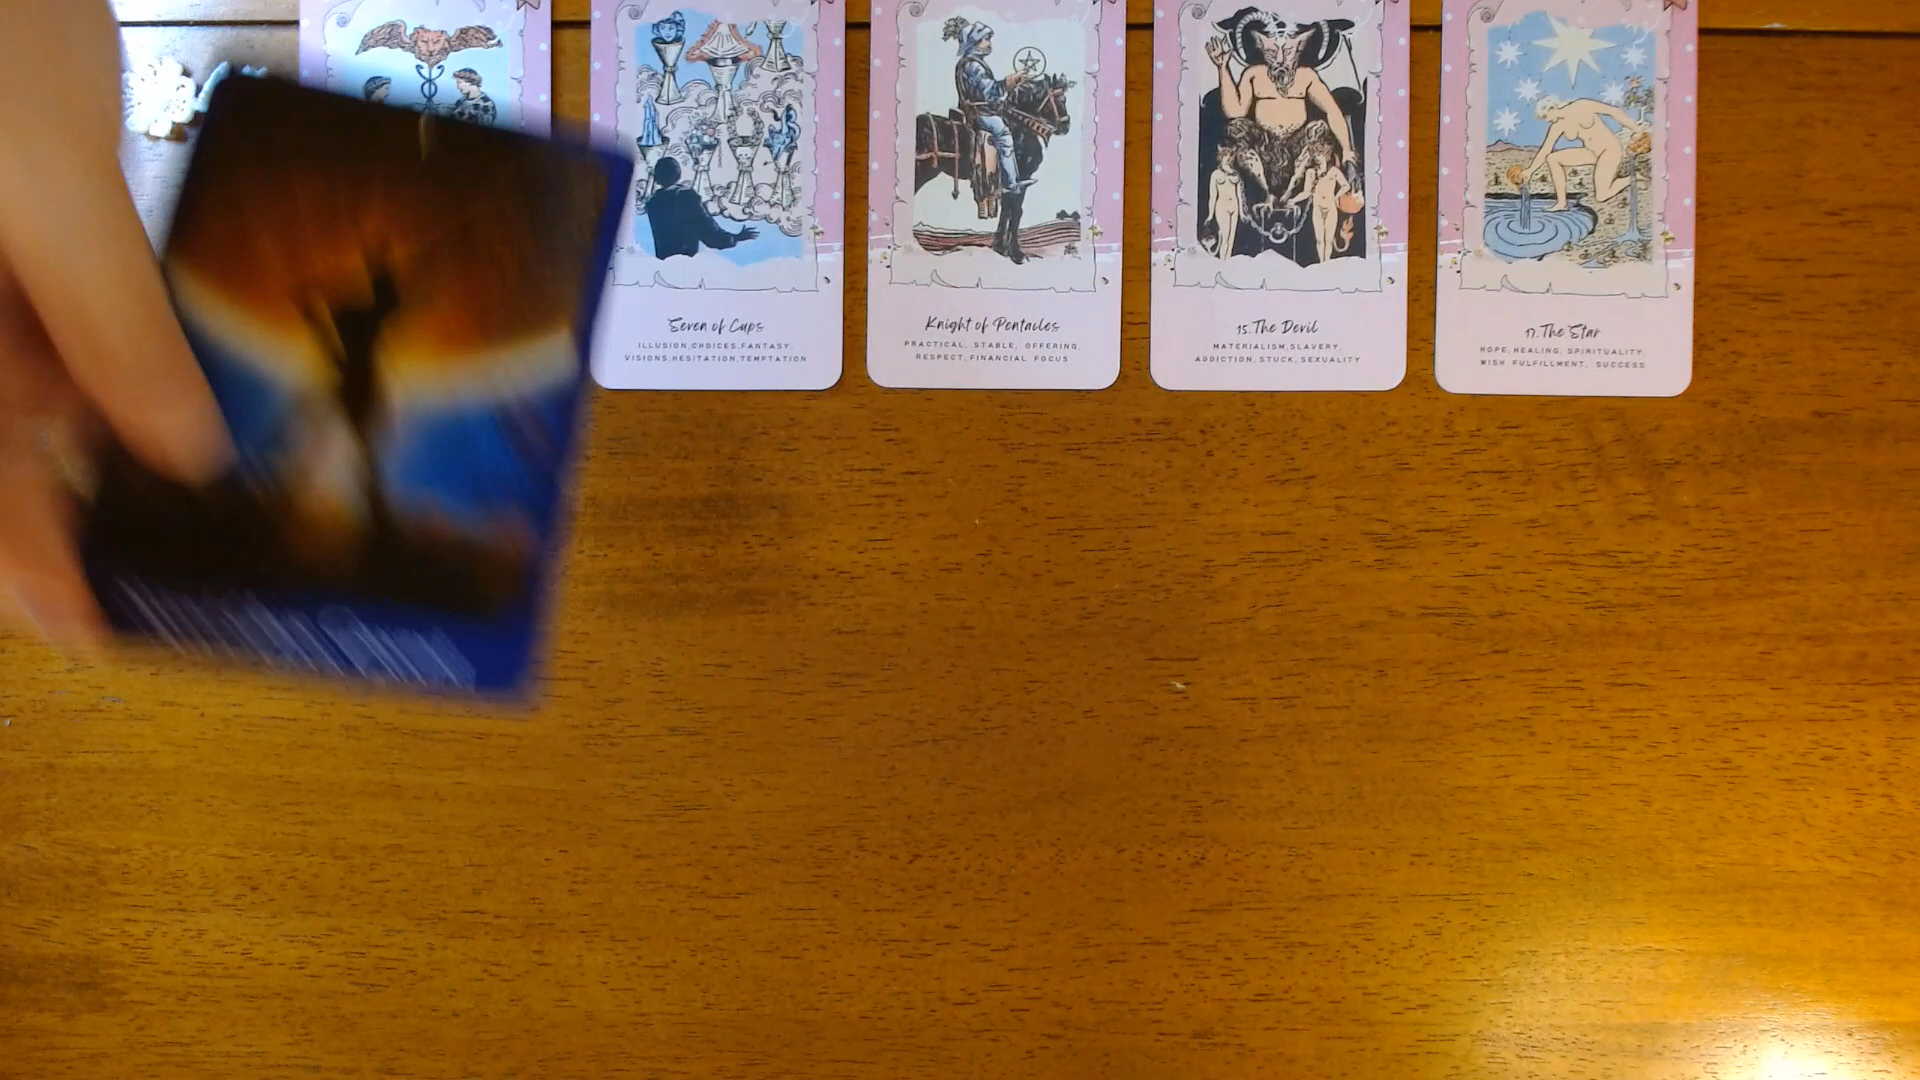 Seven of Cups
ILLUSION,CHOICES,FANTASY,
VISIONS,HESITATION,TEMPTATION
Knight of Pentacles
PRACTICAL, STABLE, OFFERING,
RESPECT,FINANCIAL FOCUS
15.The Devil
MATERIALISM,SLAVERY,
ADDICTION,STUCK,SEXUALITY
17.The Star
HOPE,HEALING, SPIRITUALITY,
WISH FULFILLMENT, SUCCESS